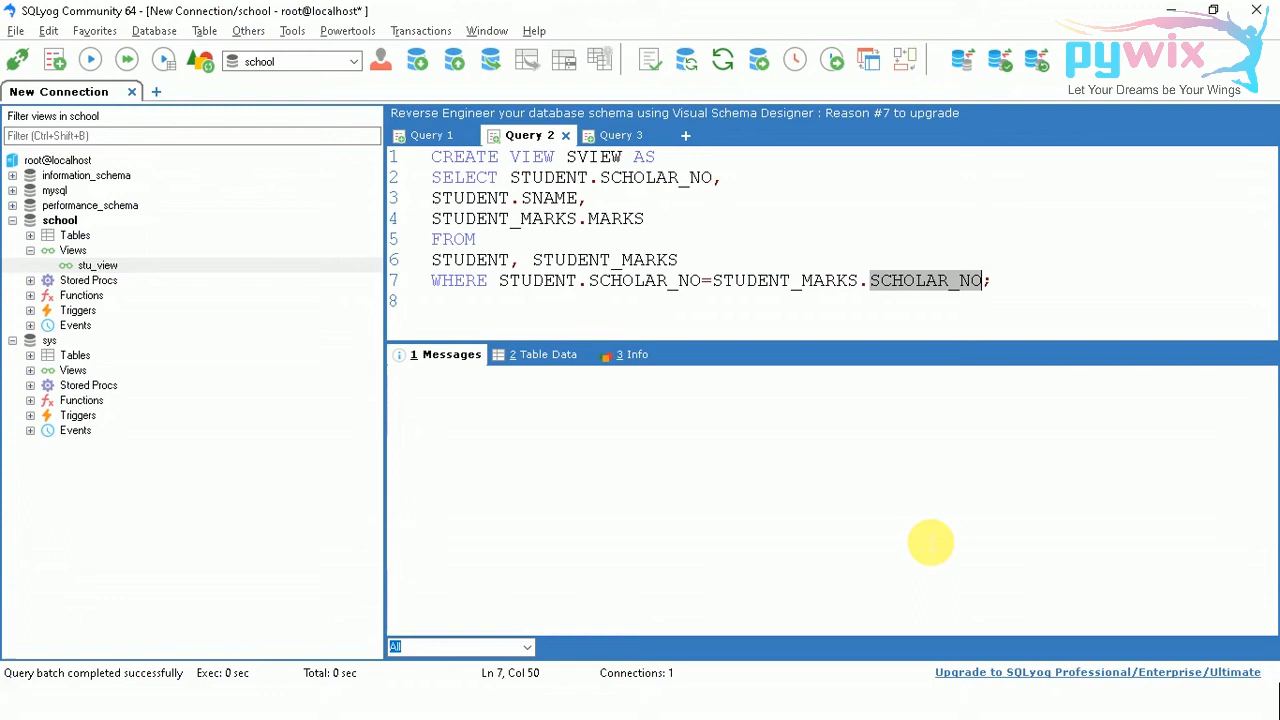 SQLyog Community 64 - [New Connection/school - root@localhost* ]
File Edit Favorites Database Table Others Tools Powertools Transactions Window Help
school
pywix
Let Your Dreams be Your Wings
New Connection
Filter views in school
Filter (Ctrl+Shift+B)
root@localhost
information_schema
mysql
performance_schema
school
Tables
Views
stu_view
Stored Procs
Functions
Triggers
Events
sys
Tables
Views
Stored Procs
Functions
Triggers
Events
Reverse Engineer your database schema using Visual Schema Designer : Reason #7 to upgrade
Query 1 Query 2 Query 3
1 CREATE VIEW SVIEW AS
2 SELECT STUDENT.SCHOLAR_NO,
3 STUDENT.SNAME,
4 STUDENT_MARKS.MARKS
5 FROM
6 STUDENT, STUDENT_MARKS
7 WHERE STUDENT.SCHOLAR_NO=STUDENT_MARKS.SCHOLAR_NO;
8
1 Messages 2 Table Data 3 Info
All
Query batch completed successfully Exec: 0 sec Total: 0 sec Ln 7, Col 50 Connections: 1 Upgrade to SQLyog Professional/Enterprise/Ultimate